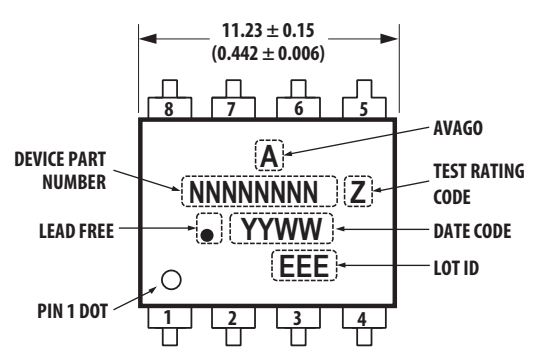 11.23 ± 0.15
(0.442 ± 0.006)
8 7 6 5
AVAGO
A
DEVICE PART
NUMBER
NNNNNNNN Z
TEST RATING
CODE
LEAD FREE
YYWW
DATE CODE
EEE
LOT ID
PIN 1 DOT
1 2 3 4